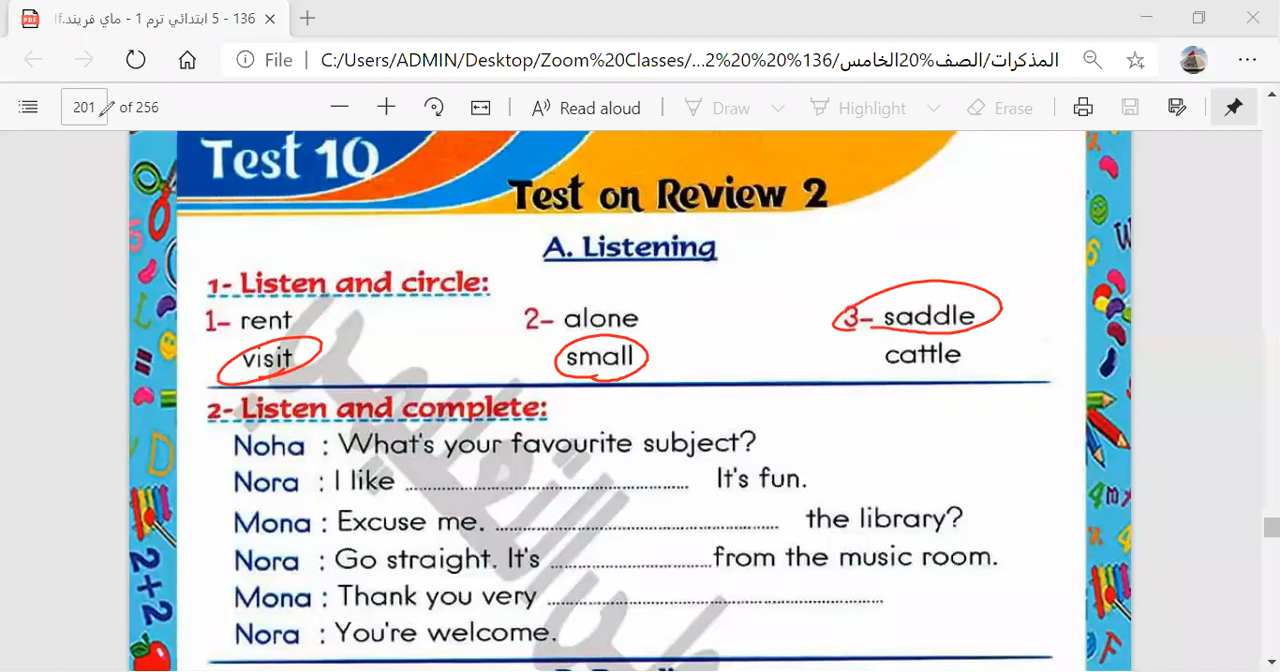 136 - 5 ابتدائي ترم 1 - ماي فريند.lf
File
C:/Users/ADMIN/Desktop/Zoom%20Classes/...2%20%20%136/المذكرات/الصف%20الخامس
201 of 256
Read aloud
Draw
Highlight
Erase
Test 10
Test on Review 2
A. Listening
1- Listen and circle:
1- rent 2- alone 3- saddle
visit small cattle
2- Listen and complete:
Noha : What's your favourite subject?
Nora : I like .......................... It's fun.
Mona : Excuse me. .......................... the library?
Nora : Go straight. It's ..................from the music room.
Mona : Thank you very ..........................
Nora : You're welcome.